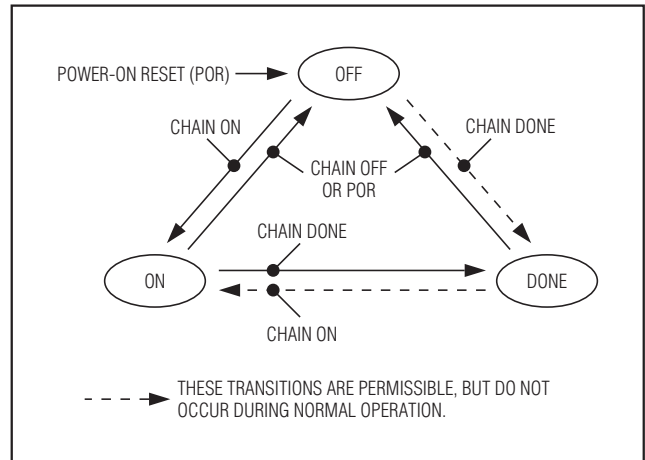 POWER-ON RESET (POR)
OFF
CHAIN ON
CHAIN DONE
CHAIN OFF
OR POR
CHAIN DONE
ON
DONE
CHAIN ON
THESE TRANSITIONS ARE PERMISSIBLE, BUT DO NOT
OCCUR DURING NORMAL OPERATION.